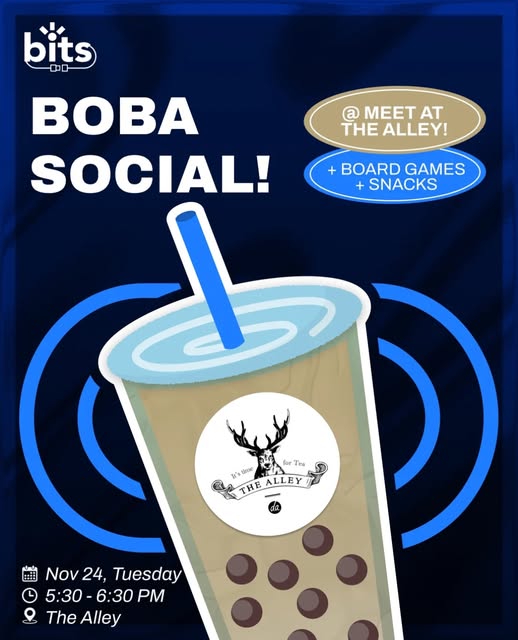 bits
BOBA
SOCIAL!
@ MEET AT
THE ALLEY!
+ BOARD GAMES
+ SNACKS
It's time for Tea
THE ALLEY
Nov 24, Tuesday
5:30 - 6:30 PM
The Alley